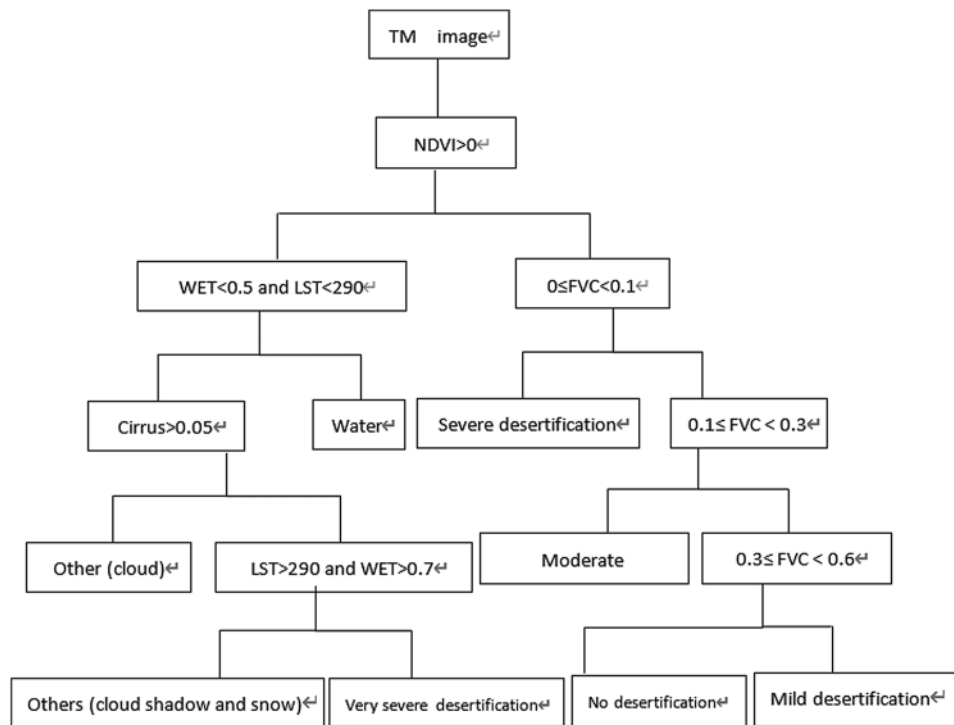 TM image↵
NDVI>0↵
WET<0.5 and LST<290↵
0≤FVC<0.1↵
Cirrus>0.05↵
Water↵
Severe desertification↵
0.1≤ FVC < 0.3↵
Other (cloud)↵
LST>290 and WET>0.7↵
Moderate
0.3≤ FVC < 0.6↵
Others (cloud shadow and snow)↵
Very severe desertification↵
No desertification↵
Mild desertification↵